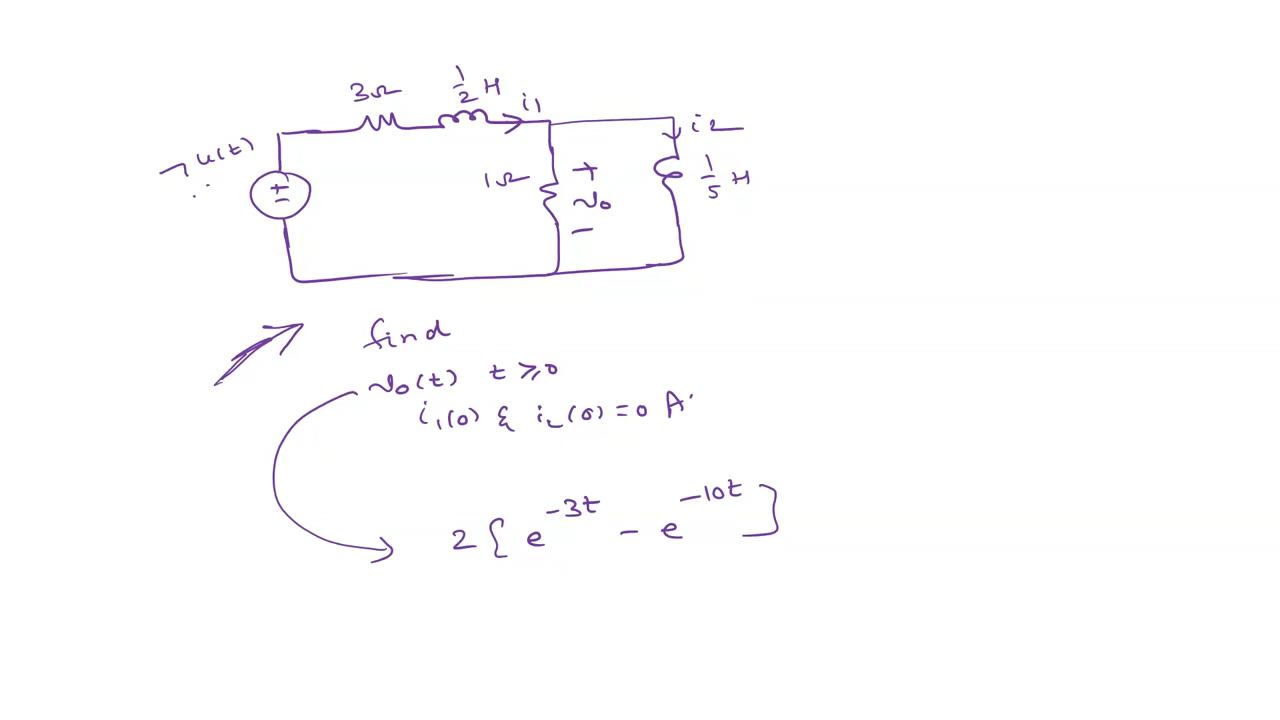 3Ω
1/2 H
i1
7 u(t)
+
-
1Ω
+
v0
-
i2
1/5 H
find
v0(t) t ≥ 0
i1(0) & i2(0) = 0 A.
2 [ e^-3t - e^-10t ]